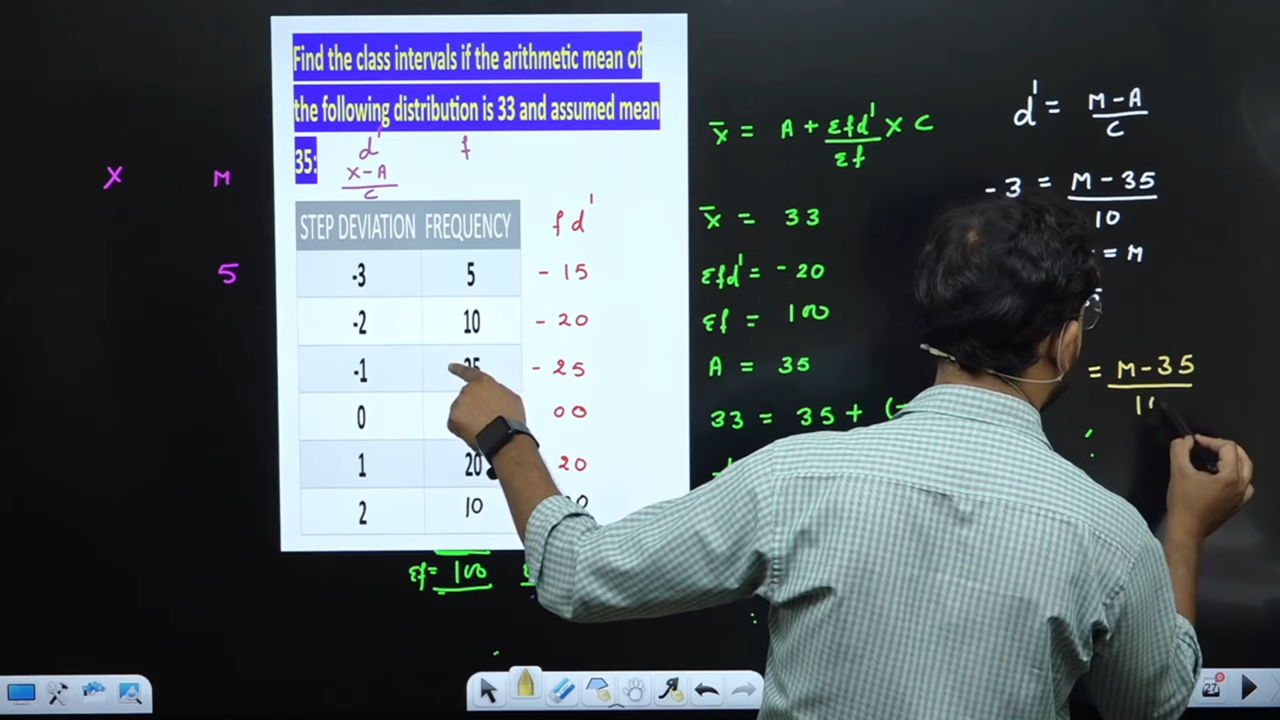 Find the class intervals if the arithmetic mean of
the following distribution is 33 and assumed mean
35:
d' f
X M
X-A
C
STEP DEVIATION FREQUENCY
f d'
-3 5 -15
5
-2 10 -20
-1 -25
0 00
1 20 20
2 10
Σf= 100
x̄ = A + Σfd' X C
Σf
x̄ = 33
Σfd' = -20
Σf = 100
A = 35
33 = 35 + (-
d' = M-A
C
-3 = M-35
10
= M
= M-35
10
27